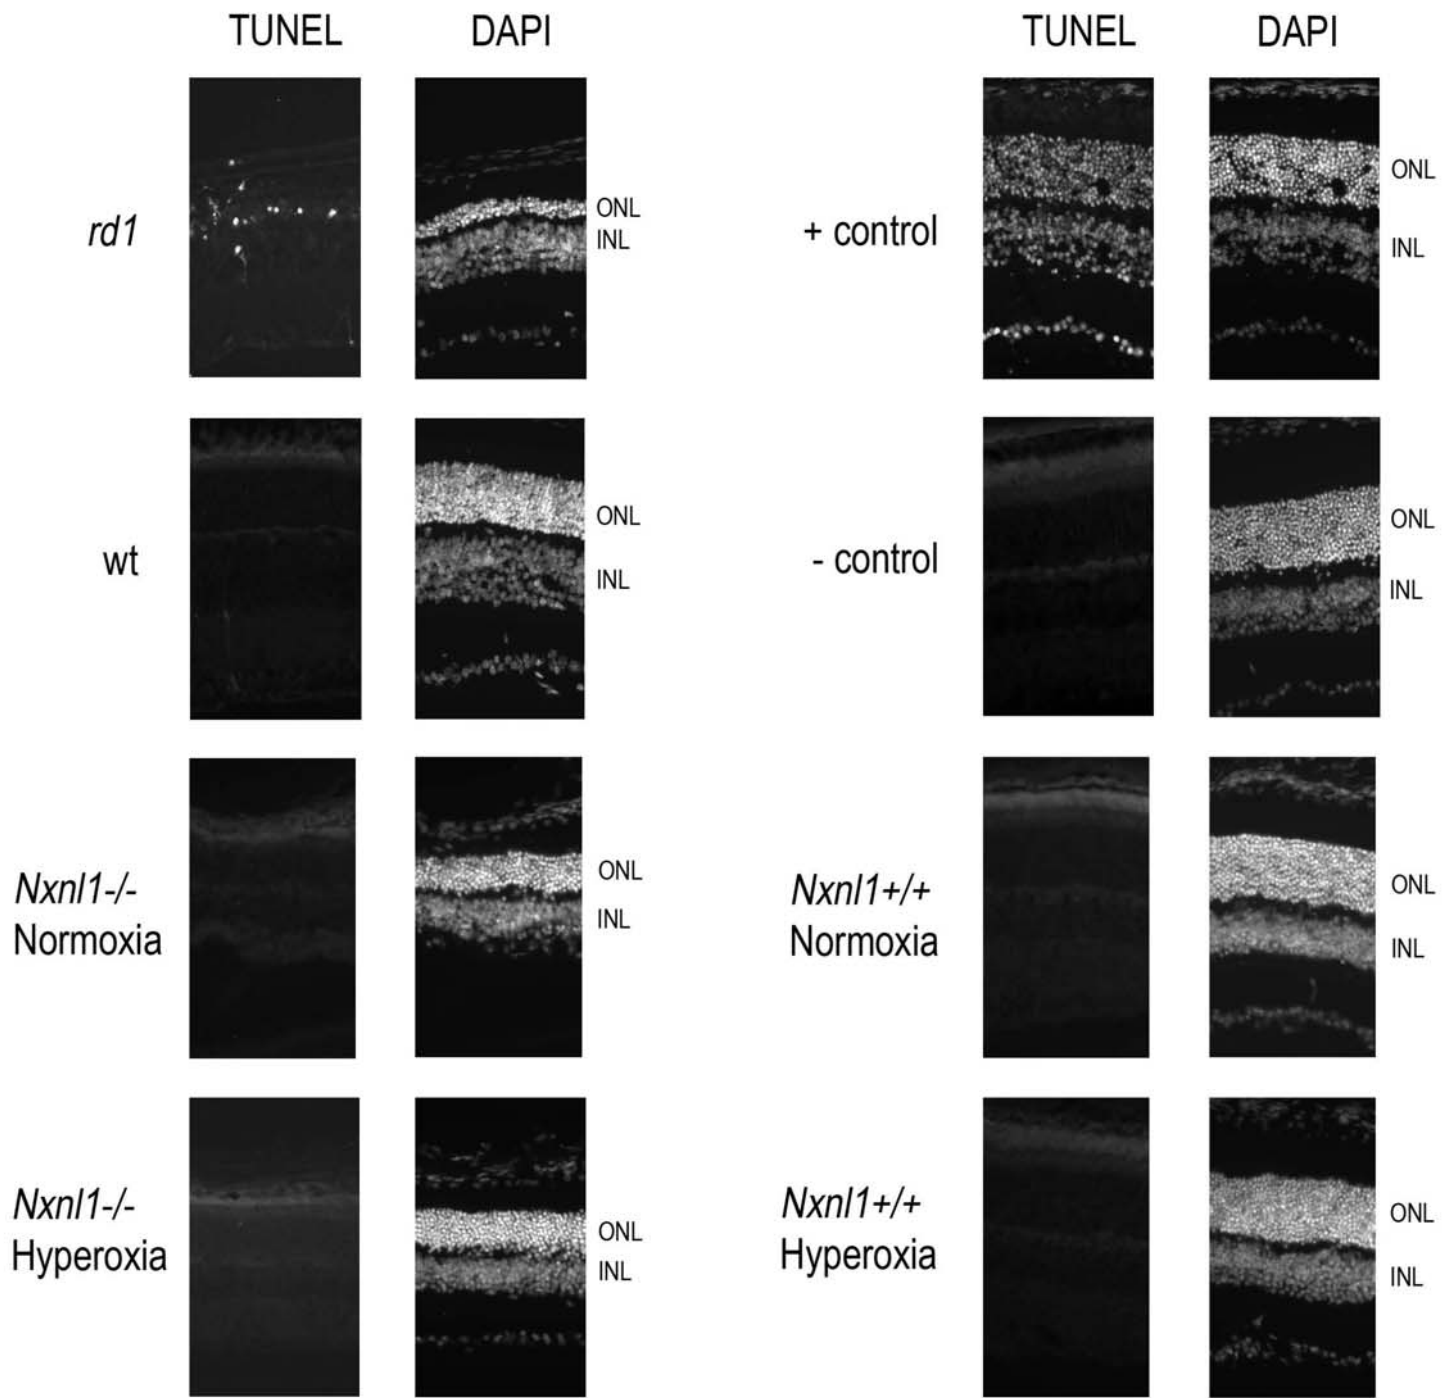 TUNEL DAPI TUNEL DAPI
rd1
ONL
INL
+ control
ONL
INL
wt
ONL
INL
- control
ONL
INL
Nxnl1-/-
Normoxia
ONL
INL
Nxnl1+/+
Normoxia
ONL
INL
Nxnl1-/-
Hyperoxia
ONL
INL
Nxnl1+/+
Hyperoxia
ONL
INL